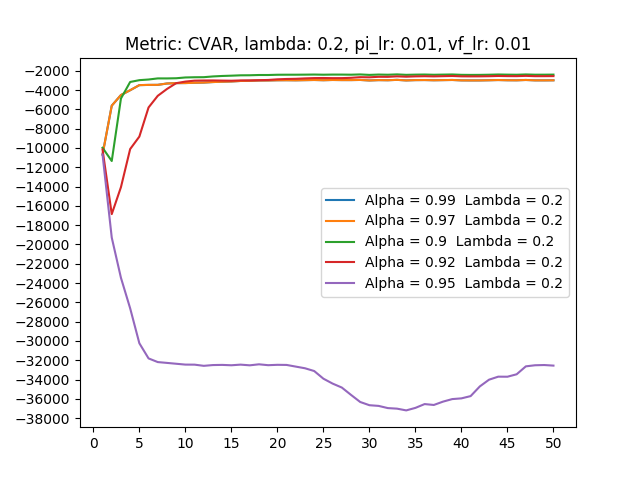 Metric: CVAR, lambda: 0.2, pi_lr: 0.01, vf_lr: 0.01
−2000
−4000
−6000
−8000
−10000
−12000
−14000
−16000
−18000
−20000
−22000
−24000
−26000
−28000
−30000
−32000
−34000
−36000
−38000
Alpha = 0.99  Lambda = 0.2
Alpha = 0.97  Lambda = 0.2
Alpha = 0.9  Lambda = 0.2
Alpha = 0.92  Lambda = 0.2
Alpha = 0.95  Lambda = 0.2
0 5 10 15 20 25 30 35 40 45 50